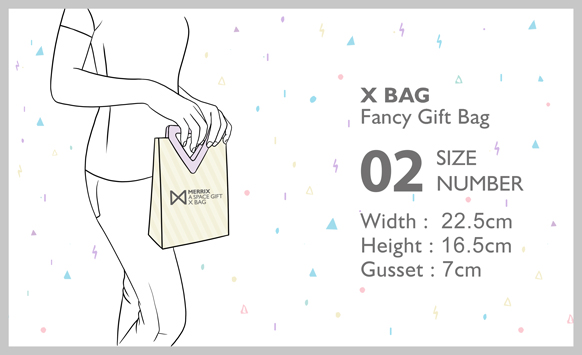 X BAG
Fancy Gift Bag
02 SIZE NUMBER
Width : 22.5cm
Height : 16.5cm
Gusset : 7cm
MERRIX
A SPACE GIFT
X BAG